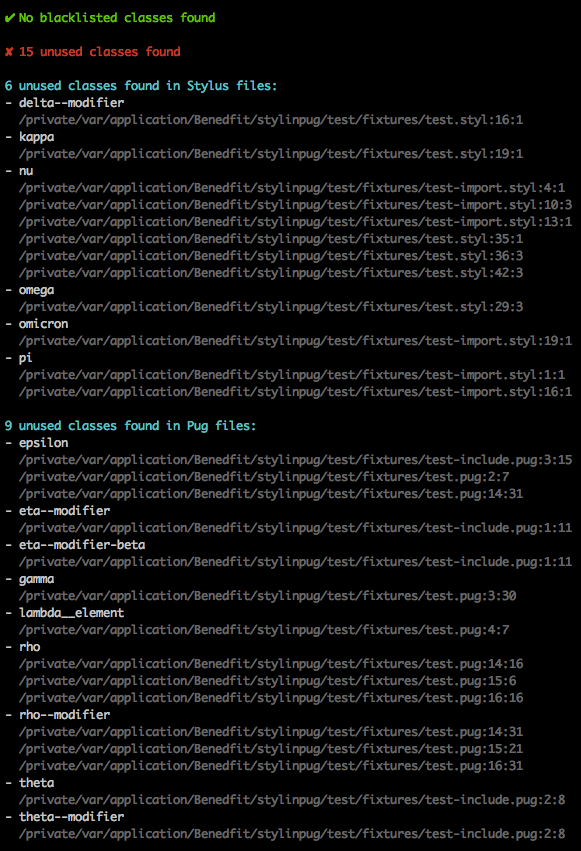 ✔ No blacklisted classes found
✘ 15 unused classes found
6 unused classes found in Stylus files:
- delta--modifier
/private/var/application/Benedfit/stylinpug/test/fixtures/test.styl:16:1
- kappa
/private/var/application/Benedfit/stylinpug/test/fixtures/test.styl:19:1
- nu
/private/var/application/Benedfit/stylinpug/test/fixtures/test-import.styl:4:1
/private/var/application/Benedfit/stylinpug/test/fixtures/test-import.styl:10:3
/private/var/application/Benedfit/stylinpug/test/fixtures/test-import.styl:13:1
/private/var/application/Benedfit/stylinpug/test/fixtures/test.styl:35:1
/private/var/application/Benedfit/stylinpug/test/fixtures/test.styl:36:3
/private/var/application/Benedfit/stylinpug/test/fixtures/test.styl:42:3
- omega
/private/var/application/Benedfit/stylinpug/test/fixtures/test.styl:29:3
- omicron
/private/var/application/Benedfit/stylinpug/test/fixtures/test-import.styl:19:1
- pi
/private/var/application/Benedfit/stylinpug/test/fixtures/test-import.styl:1:1
/private/var/application/Benedfit/stylinpug/test/fixtures/test-import.styl:16:1
9 unused classes found in Pug files:
- epsilon
/private/var/application/Benedfit/stylinpug/test/fixtures/test-include.pug:3:15
/private/var/application/Benedfit/stylinpug/test/fixtures/test.pug:2:7
/private/var/application/Benedfit/stylinpug/test/fixtures/test.pug:14:31
- eta--modifier
/private/var/application/Benedfit/stylinpug/test/fixtures/test-include.pug:1:11
- eta--modifier-beta
/private/var/application/Benedfit/stylinpug/test/fixtures/test-include.pug:1:11
- gamma
/private/var/application/Benedfit/stylinpug/test/fixtures/test.pug:3:30
- lambda__element
/private/var/application/Benedfit/stylinpug/test/fixtures/test.pug:4:7
- rho
/private/var/application/Benedfit/stylinpug/test/fixtures/test.pug:14:16
/private/var/application/Benedfit/stylinpug/test/fixtures/test.pug:15:6
/private/var/application/Benedfit/stylinpug/test/fixtures/test.pug:16:16
- rho--modifier
/private/var/application/Benedfit/stylinpug/test/fixtures/test.pug:14:31
/private/var/application/Benedfit/stylinpug/test/fixtures/test.pug:15:21
/private/var/application/Benedfit/stylinpug/test/fixtures/test.pug:16:31
- theta
/private/var/application/Benedfit/stylinpug/test/fixtures/test-include.pug:2:8
- theta--modifier
/private/var/application/Benedfit/stylinpug/test/fixtures/test-include.pug:2:8